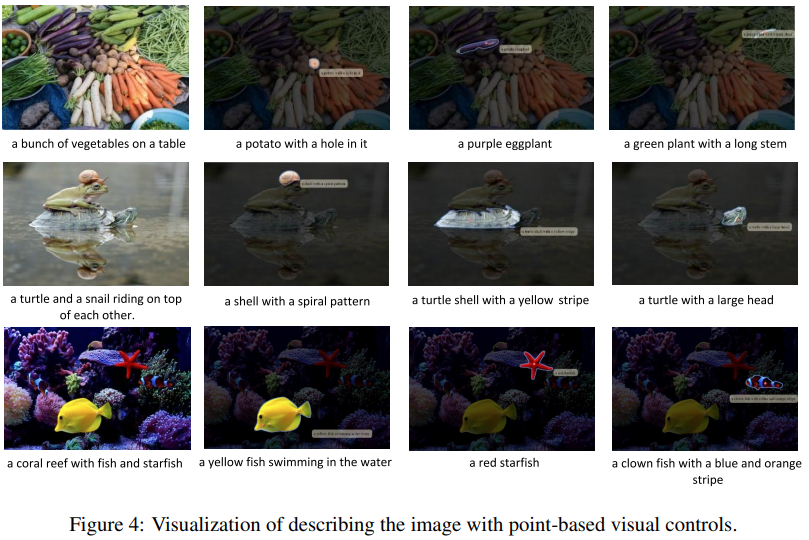 a bunch of vegetables on a table
a potato with a hole in it
a purple eggplant
a green plant with a long stem
a turtle and a snail riding on top
of each other.
a shell with a spiral pattern
a turtle shell with a yellow stripe
a turtle with a large head
a coral reef with fish and starfish
a yellow fish swimming in the water
a red starfish
a clown fish with a blue and orange
stripe
Figure 4: Visualization of describing the image with point-based visual controls.